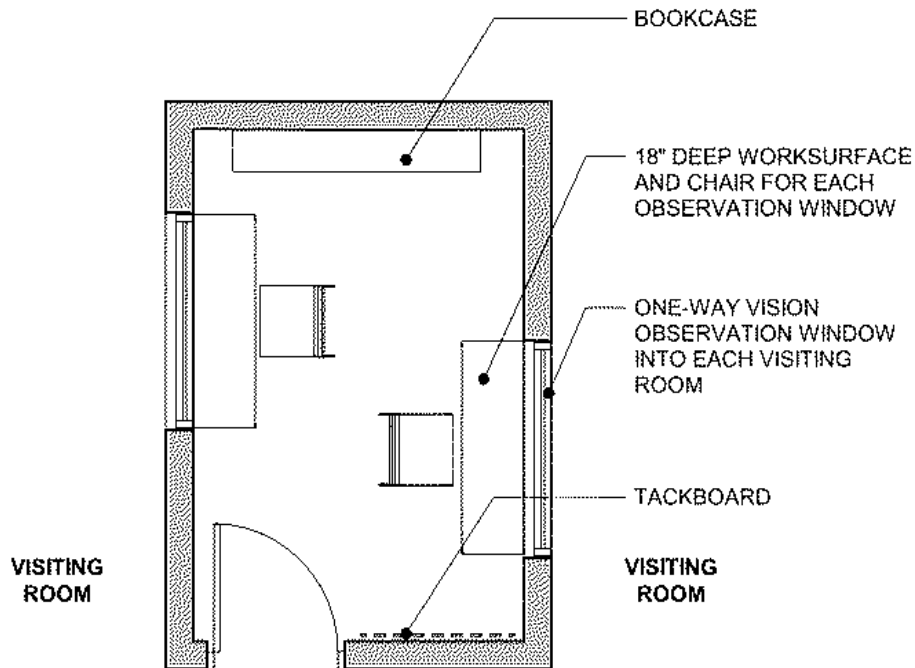 BOOKCASE
18" DEEP WORKSURFACE
AND CHAIR FOR EACH
OBSERVATION WINDOW
ONE-WAY VISION
OBSERVATION WINDOW
INTO EACH VISITING
ROOM
TACKBOARD
VISITING
ROOM
VISITING
ROOM